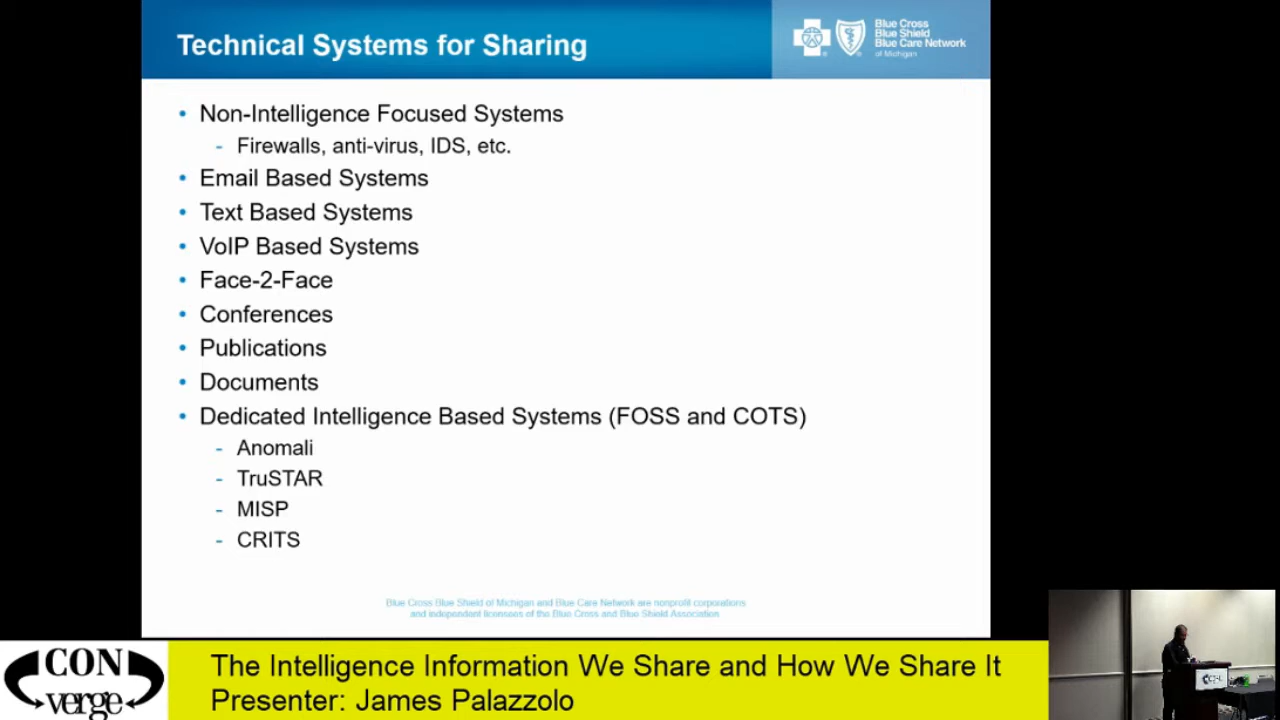 Technical Systems for Sharing
Blue Cross
Blue Shield
Blue Care Network
of Michigan
• Non-Intelligence Focused Systems
- Firewalls, anti-virus, IDS, etc.
• Email Based Systems
• Text Based Systems
• VoIP Based Systems
• Face-2-Face
• Conferences
• Publications
• Documents
• Dedicated Intelligence Based Systems (FOSS and COTS)
- Anomali
- TruSTAR
- MISP
- CRITS
Blue Cross Blue Shield of Michigan and Blue Care Network are nonprofit corporations
and independent licensees of the Blue Cross and Blue Shield Association
CON
verge
The Intelligence Information We Share and How We Share It
Presenter: James Palazzolo